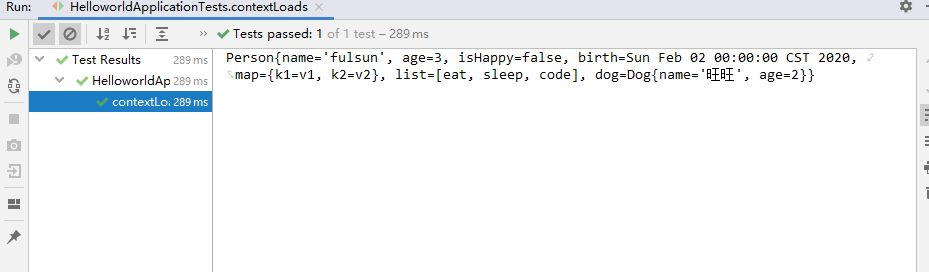 Run: HelloworldApplicationTests.contextLoads ×
>> Tests passed: 1 of 1 test – 289 ms
Test Results 289 ms
HelloworldAp 289 ms
contextLo 289 ms
Person{name='fulsun', age=3, isHappy=false, birth=Sun Feb 02 00:00:00 CST 2020,
map={k1=v1, k2=v2}, list=[eat, sleep, code], dog=Dog{name='旺旺', age=2}}